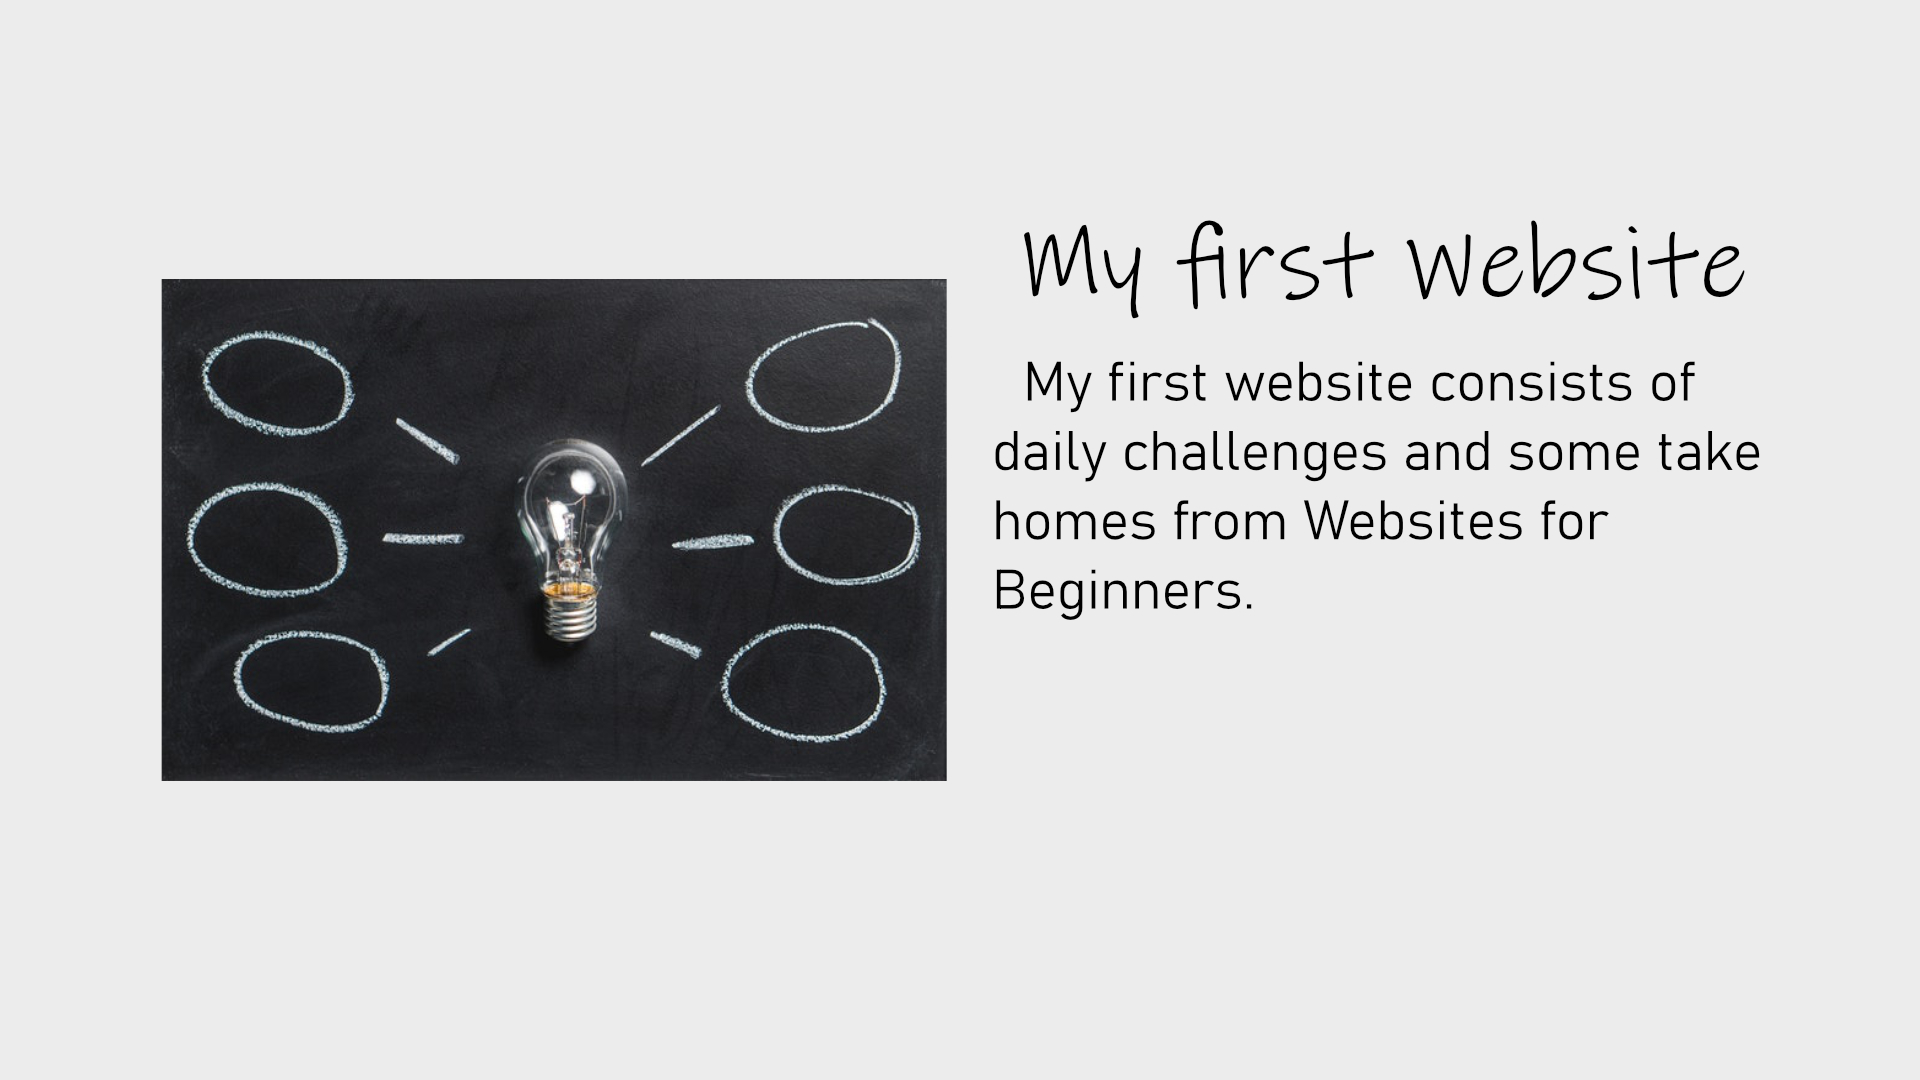 My first Website
My first website consists of
daily challenges and some take
homes from Websites for
Beginners.